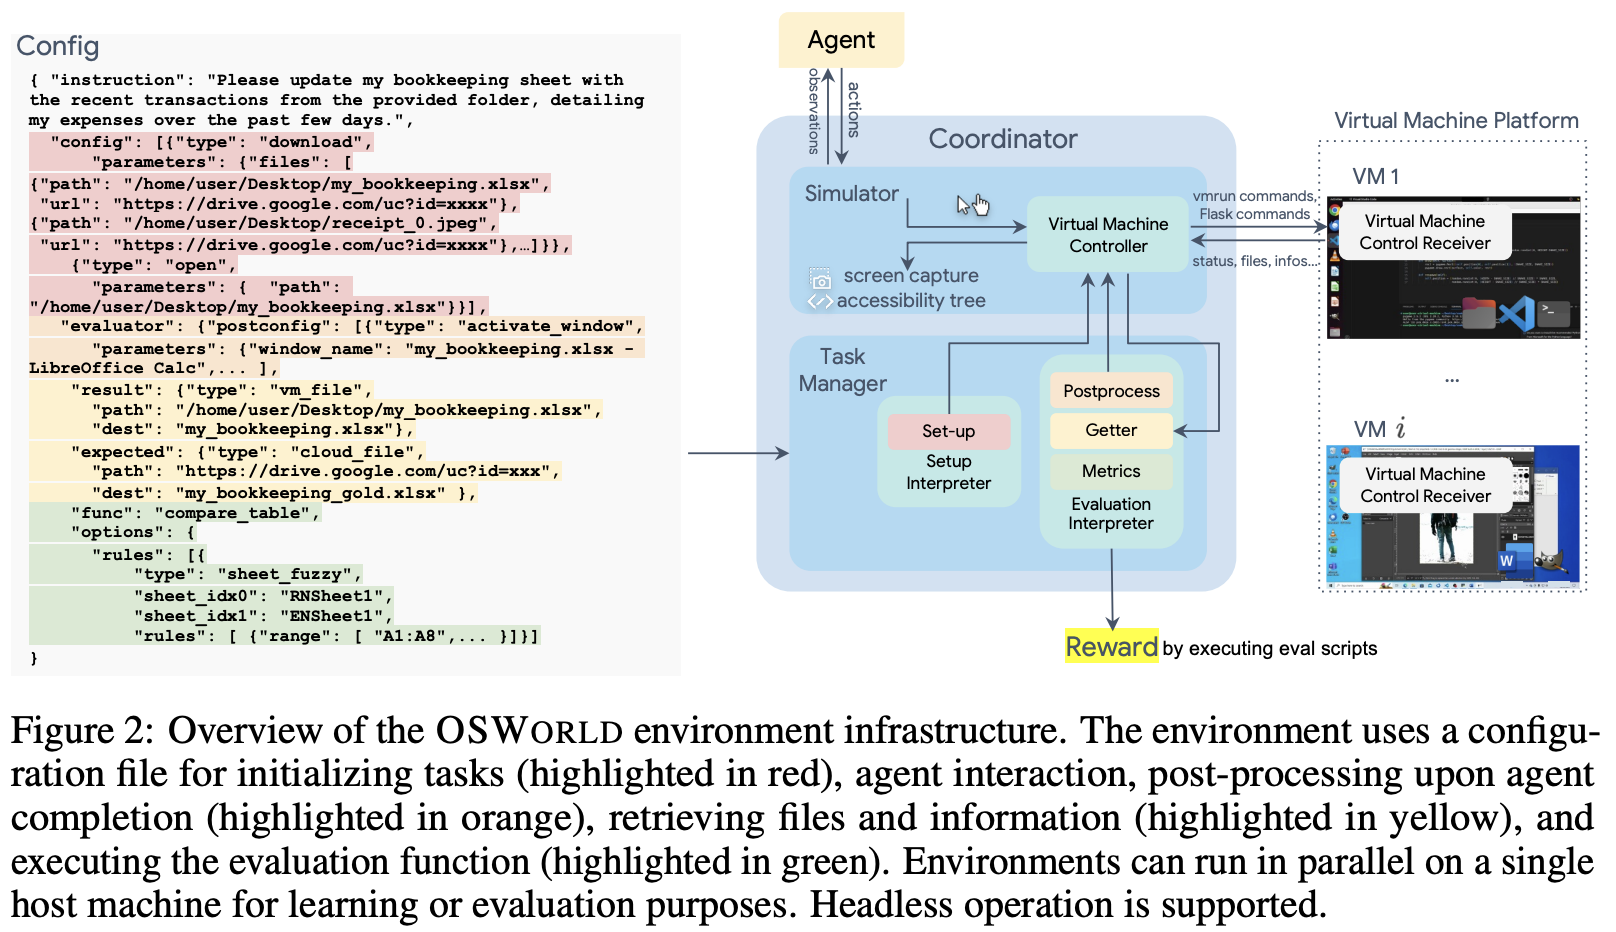 Config
{ "instruction": "Please update my bookkeeping sheet with
the recent transactions from the provided folder, detailing
my expenses over the past few days.",
"config": [{"type": "download",
"parameters": {"files": [
{"path": "/home/user/Desktop/my_bookkeeping.xlsx",
"url": "https://drive.google.com/uc?id=xxxx"},
{"path": "/home/user/Desktop/receipt_0.jpeg",
"url": "https://drive.google.com/uc?id=xxxx"},…]}},
{"type": "open",
"parameters": { "path":
"/home/user/Desktop/my_bookkeeping.xlsx"}}],
"evaluator": {"postconfig": [{"type": "activate_window",
"parameters": {"window_name": "my_bookkeeping.xlsx -
LibreOffice Calc",... ],
"result": {"type": "vm_file",
"path": "/home/user/Desktop/my_bookkeeping.xlsx",
"dest": "my_bookkeeping.xlsx"},
"expected": {"type": "cloud_file",
"path": "https://drive.google.com/uc?id=xxx",
"dest": "my_bookkeeping_gold.xlsx" },
"func": "compare_table",
"options": {
"rules": [{
"type": "sheet_fuzzy",
"sheet_idx0": "RNSheet1",
"sheet_idx1": "ENSheet1",
"rules": [ {"range": [ "A1:A8",... }]}]
}
Agent
observations
actions
Coordinator
Simulator
Virtual Machine
Controller
screen capture
accessibility tree
vmrun commands,
Flask commands
status, files, infos...
Task
Manager
Set-up
Setup
Interpreter
Postprocess
Getter
Metrics
Evaluation
Interpreter
Reward by executing eval scripts
Virtual Machine Platform
VM 1
Virtual Machine
Control Receiver
...
VM i
Virtual Machine
Control Receiver
W
Figure 2: Overview of the OSWORLD environment infrastructure. The environment uses a configu-
ration file for initializing tasks (highlighted in red), agent interaction, post-processing upon agent
completion (highlighted in orange), retrieving files and information (highlighted in yellow), and
executing the evaluation function (highlighted in green). Environments can run in parallel on a single
host machine for learning or evaluation purposes. Headless operation is supported.